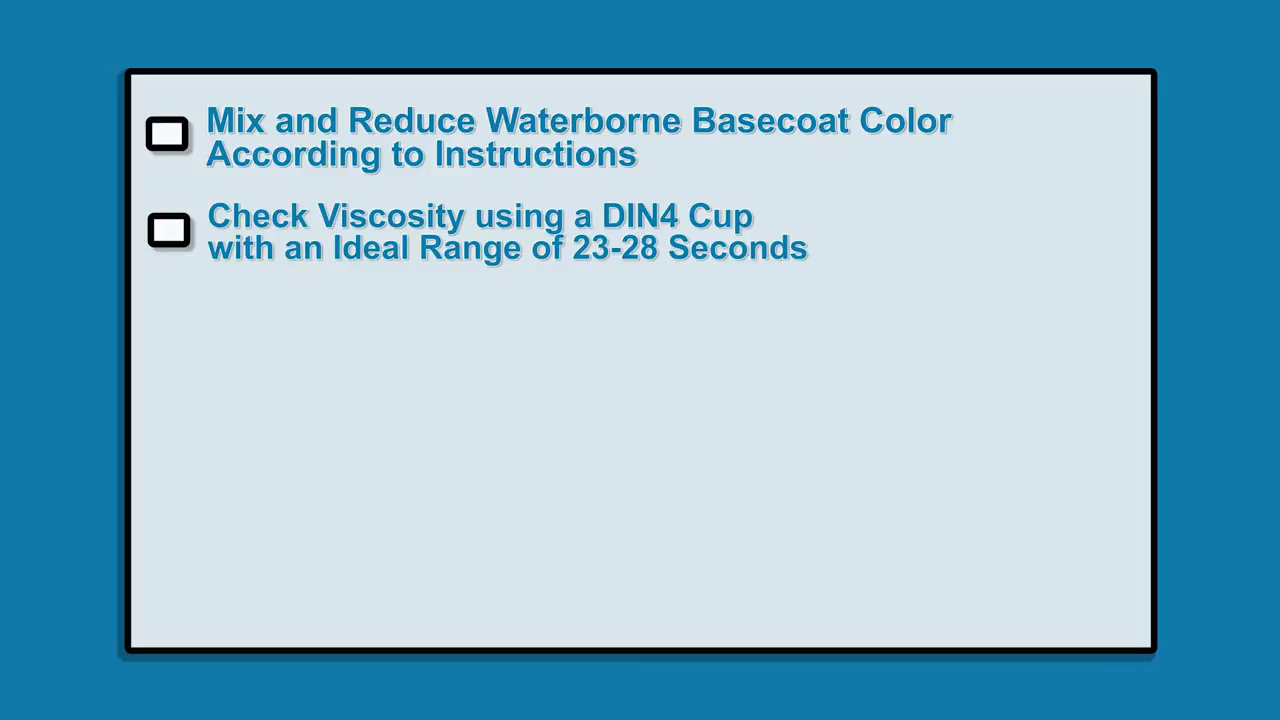 Mix and Reduce Waterborne Basecoat Color
According to Instructions
Check Viscosity using a DIN4 Cup
with an Ideal Range of 23-28 Seconds